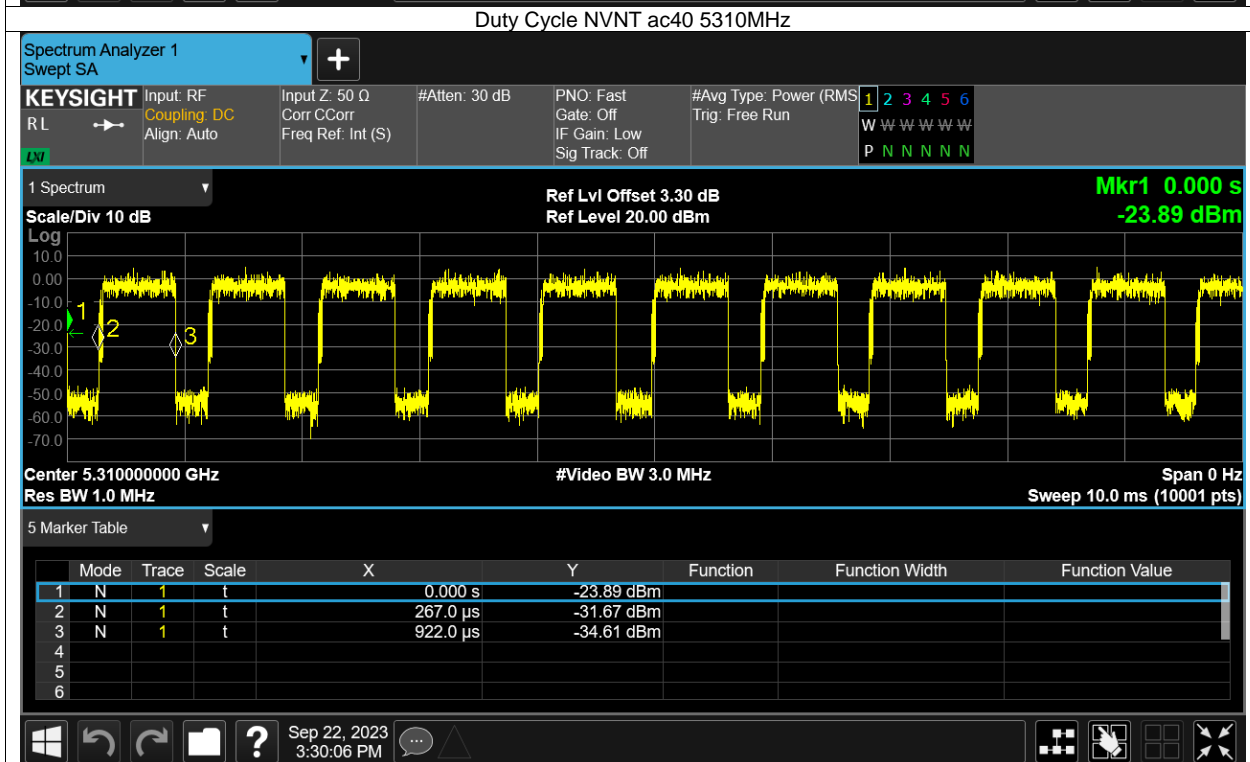 Duty Cycle NVNT ac40 5310MHz
Spectrum Analyzer 1
Swept SA
+
KEYSIGHT Input: RF Input Z: 50 Ω #Atten: 30 dB PNO: Fast #Avg Type: Power (RMS 1 2 3 4 5 6
RL Coupling: DC Corr CCorr Gate: Off Trig: Free Run W W W W W W
Align: Auto Freq Ref: Int (S) IF Gain: Low
LXI Sig Track: Off P N N N N N
1 Spectrum Ref Lvl Offset 3.30 dB Mkr1 0.000 s
Scale/Div 10 dB Ref Level 20.00 dBm -23.89 dBm
Log
10.0
0.00
-10.0
1
-20.0
2
3
-30.0
-40.0
-50.0
-60.0
-70.0
Center 5.310000000 GHz #Video BW 3.0 MHz Span 0 Hz
Res BW 1.0 MHz Sweep 10.0 ms (10001 pts)
5 Marker Table
Mode Trace Scale X Y Function Function Width Function Value
1 N 1 t 0.000 s -23.89 dBm
2 N 1 t 267.0 µs -31.67 dBm
3 N 1 t 922.0 µs -34.61 dBm
4
5
6
? Sep 22, 2023
3:30:06 PM